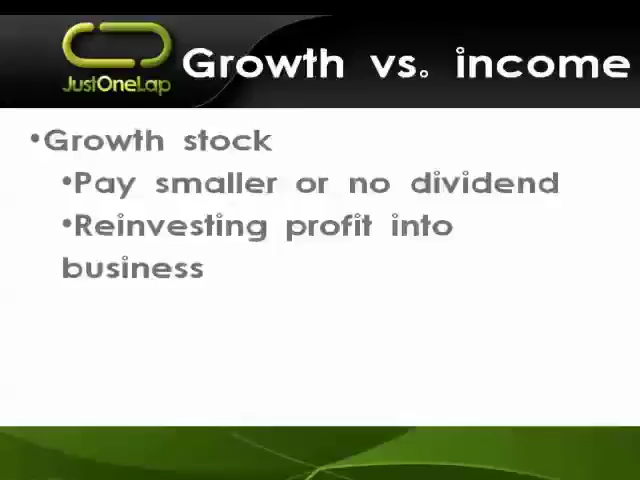 JustOneLap
Growth vs. income
•Growth stock
•Pay smaller or no dividend
•Reinvesting profit into
business